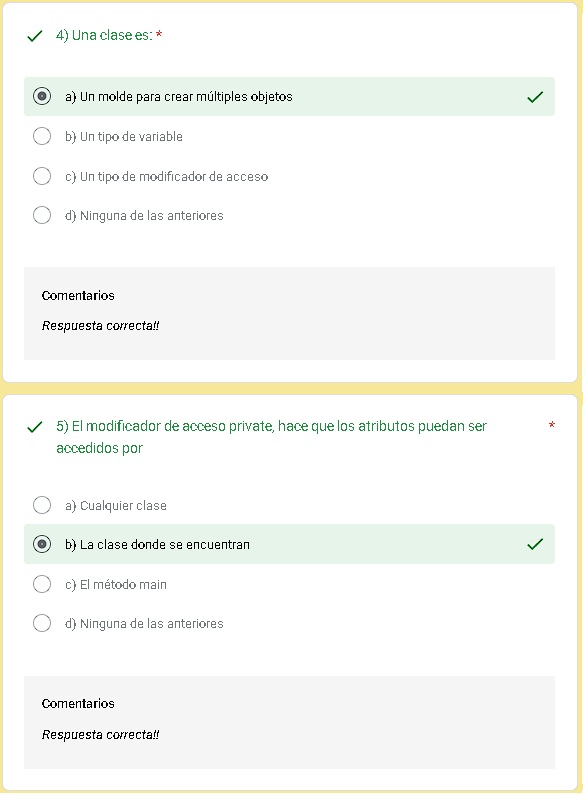 4) Una clase es: *
a) Un molde para crear múltiples objetos
b) Un tipo de variable
c) Un tipo de modificador de acceso
d) Ninguna de las anteriores
Comentarios
Respuesta correcta!!
5) El modificador de acceso private, hace que los atributos puedan ser *
accedidos por
a) Cualquier clase
b) La clase donde se encuentran
c) El método main
d) Ninguna de las anteriores
Comentarios
Respuesta correcta!!